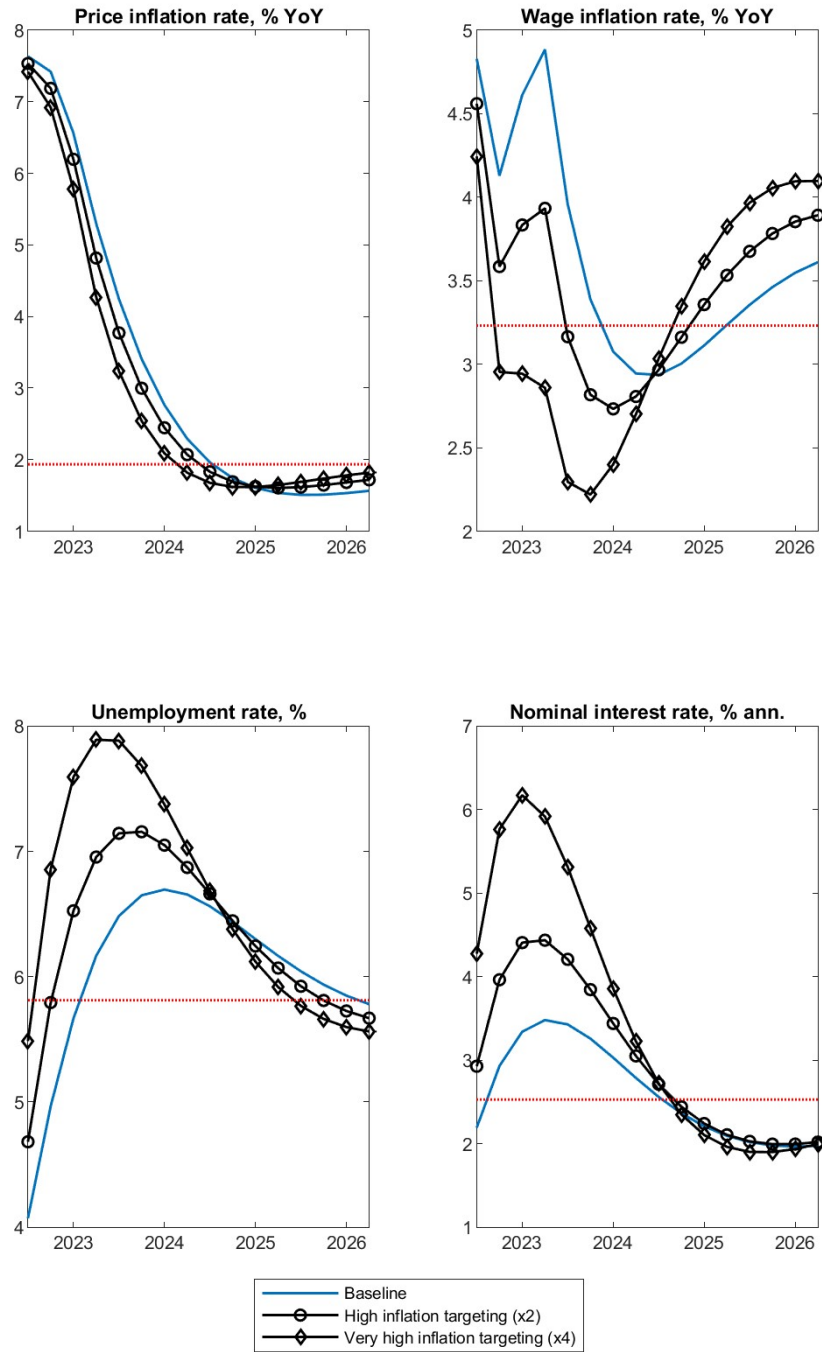 Price inflation rate, % YoY
8
7
6
5
4
3
2
1
2023 2024 2025 2026
Wage inflation rate, % YoY
5
4.5
4
3.5
3
2.5
2
2023 2024 2025 2026
Unemployment rate, %
8
7
6
5
4
2023 2024 2025 2026
Nominal interest rate, % ann.
7
6
5
4
3
2
1
2023 2024 2025 2026
Baseline
High inflation targeting (x2)
Very high inflation targeting (x4)